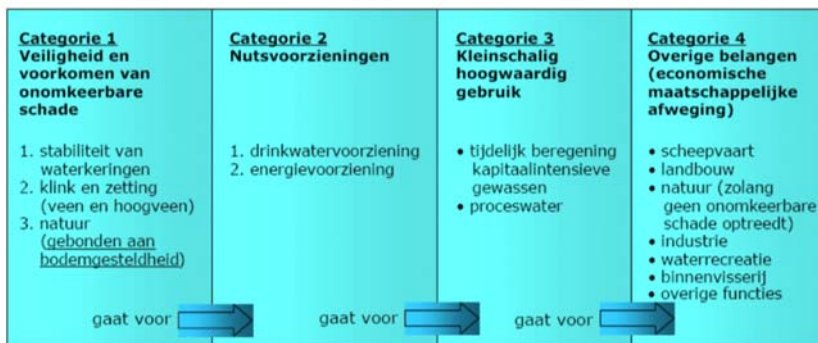 Categorie 1
Veiligheid en
voorkomen van
onomkeerbare
schade
1. stabiliteit van
waterkeringen
2. klink en zetting
(veen en hoogveen)
3. natuur
(gebonden aan
bodemgesteldheid)
gaat voor
Categorie 2
Nutsvoorzieningen
1. drinkwatervoorziening
2. energievoorziening
gaat voor
Categorie 3
Kleinschalig
hoogwaardig
gebruik
• tijdelijk beregening
kapitaalintensieve
gewassen
• proceswater
gaat voor
Categorie 4
Overige belangen
(economische
maatschappelijke
afweging)
• scheepvaart
• landbouw
• natuur (zolang
geen onomkeerbare
schade optreedt)
• industrie
• waterrecreatie
• binnenvisserij
• overige functies